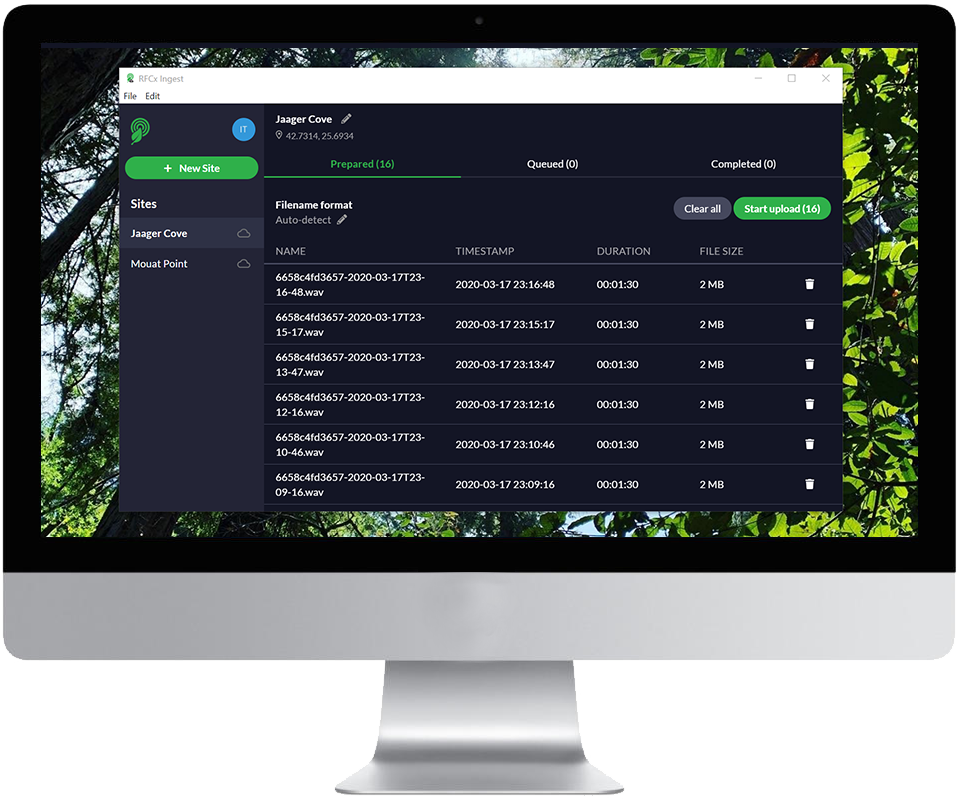 RFCx Ingest
File Edit
IT
+ New Site
Sites
Jaager Cove
Mouat Point
Jaager Cove
42.7314, 25.6934
Prepared (16) Queued (0) Completed (0)
Filename format
Auto-detect
Clear all Start upload (16)
NAME TIMESTAMP DURATION FILE SIZE
6658c4fd3657-2020-03-17T23-
16-48.wav
2020-03-17 23:16:48 00:01:30 2 MB
6658c4fd3657-2020-03-17T23-
15-17.wav
2020-03-17 23:15:17 00:01:30 2 MB
6658c4fd3657-2020-03-17T23-
13-47.wav
2020-03-17 23:13:47 00:01:30 2 MB
6658c4fd3657-2020-03-17T23-
12-16.wav
2020-03-17 23:12:16 00:01:30 2 MB
6658c4fd3657-2020-03-17T23-
10-46.wav
2020-03-17 23:10:46 00:01:30 2 MB
6658c4fd3657-2020-03-17T23-
09-16.wav
2020-03-17 23:09:16 00:01:30 2 MB